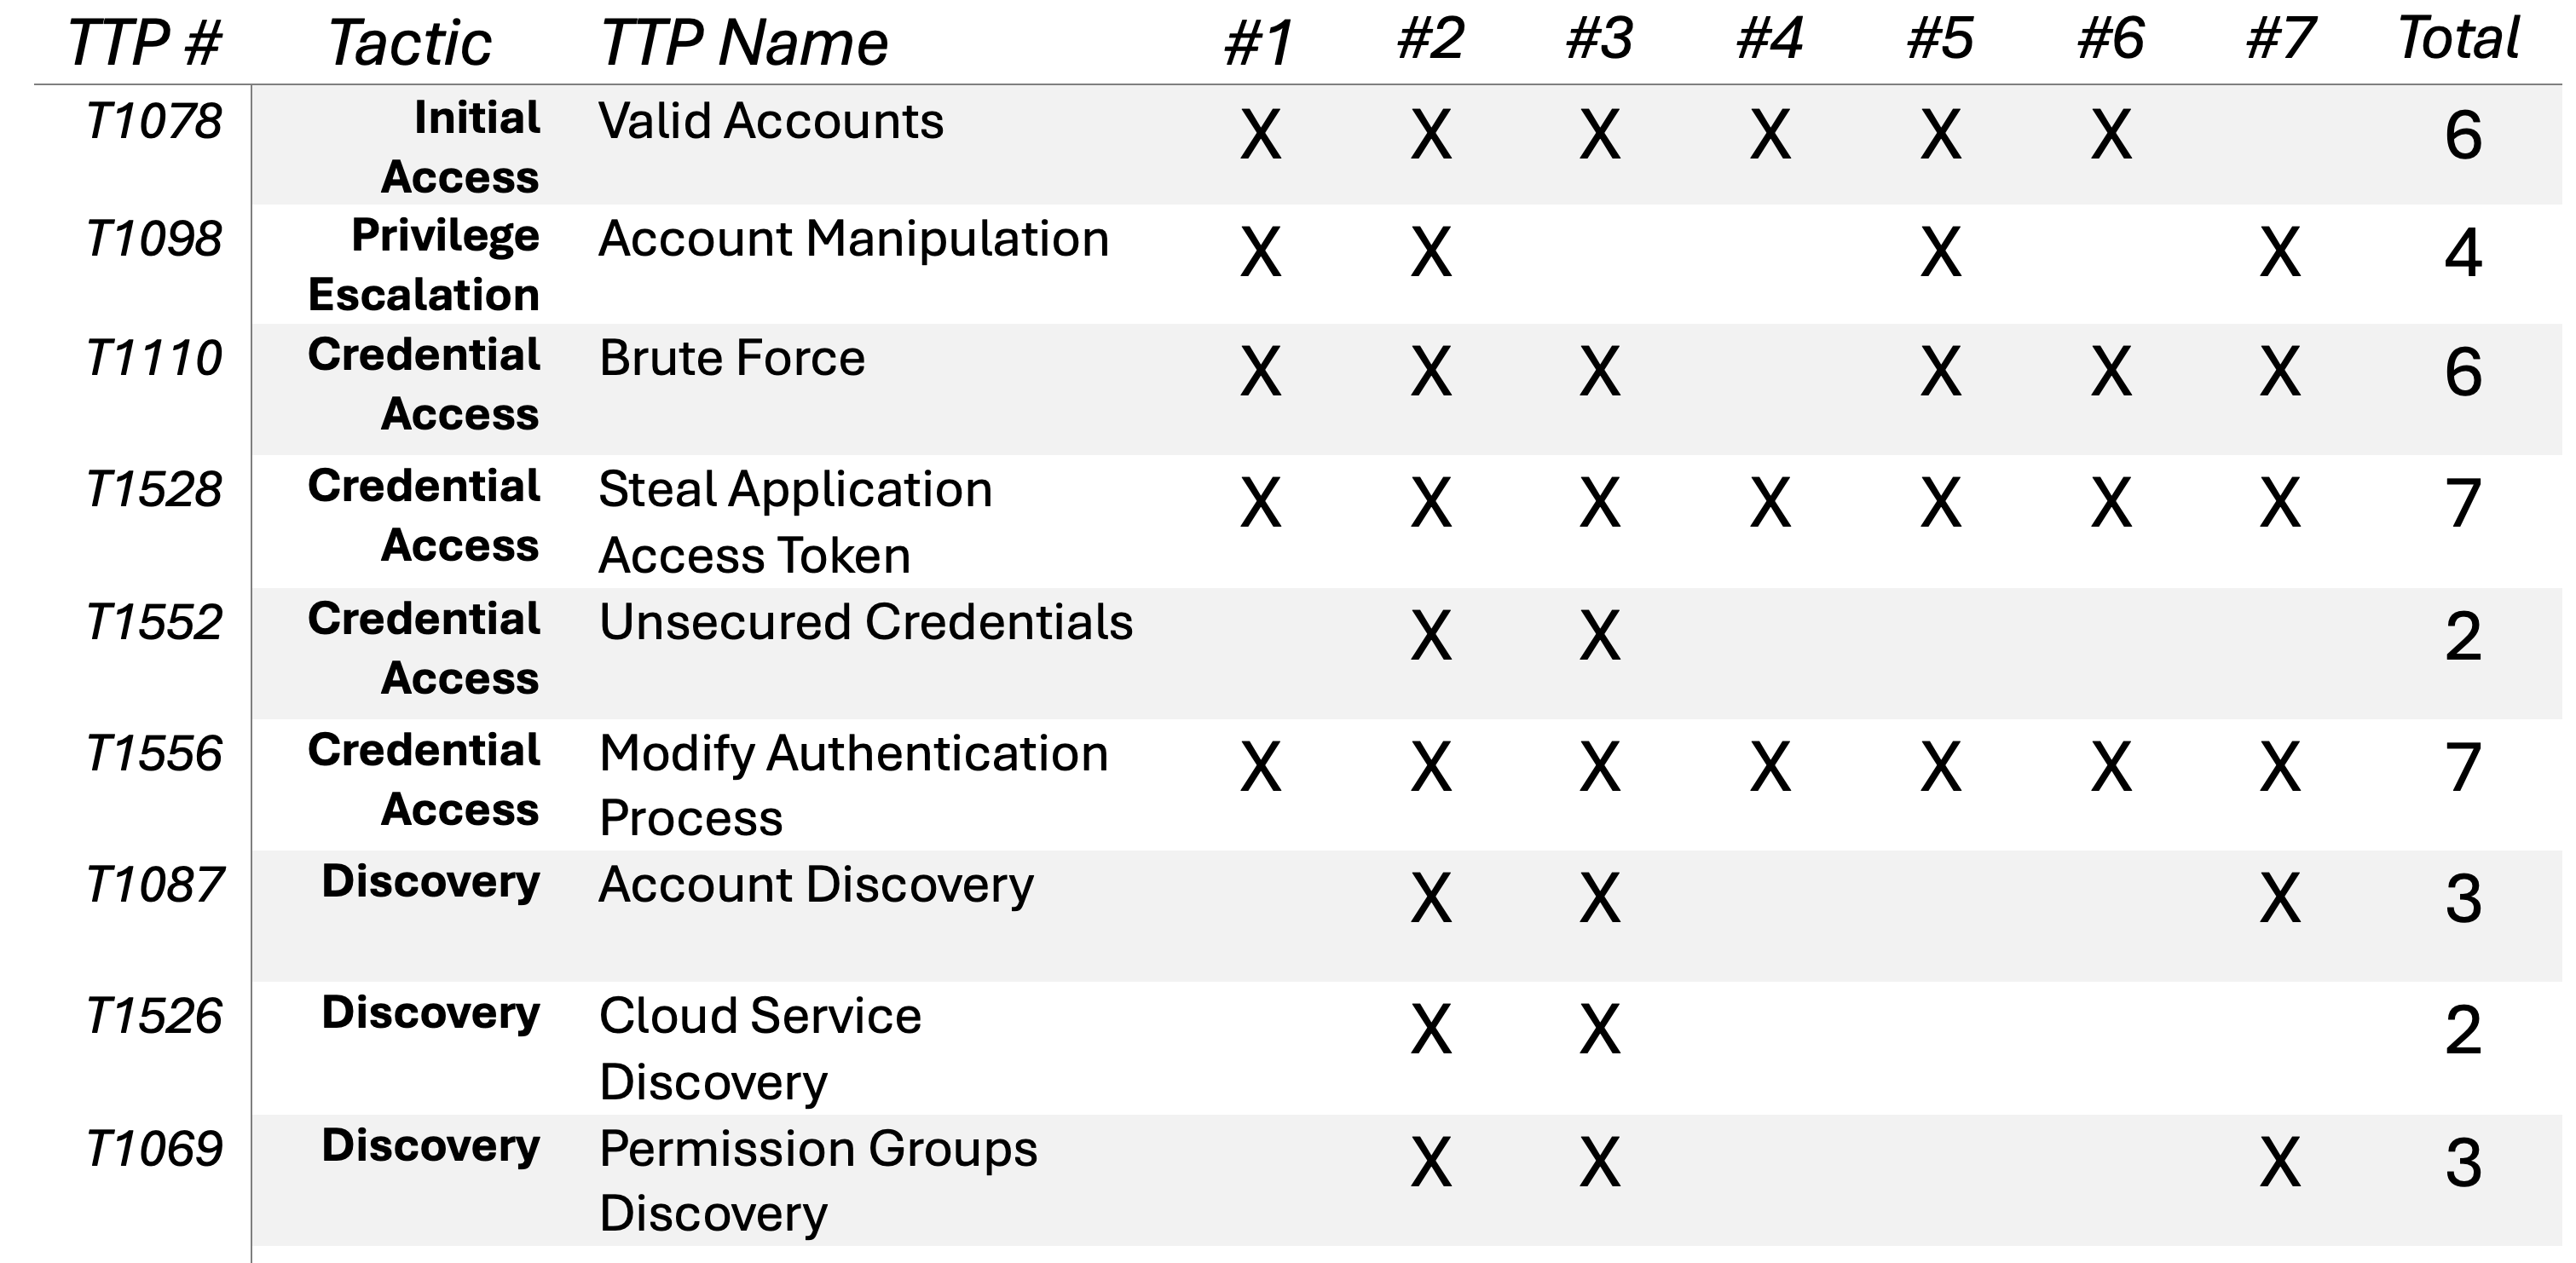 TTP # Tactic TTP Name #1 #2 #3 #4 #5 #6 #7 Total
T1078 Initial Valid Accounts X X X X X X 6
Access
T1098 Privilege Account Manipulation X X X X 4
Escalation
T1110 Credential Brute Force X X X X X X 6
Access
T1528 Credential Steal Application X X X X X X X 7
Access Access Token
T1552 Credential Unsecured Credentials X X 2
Access
T1556 Credential Modify Authentication X X X X X X X 7
Access Process
T1087 Discovery Account Discovery X X X 3
T1526 Discovery Cloud Service X X 2
Discovery
T1069 Discovery Permission Groups X X X 3
Discovery